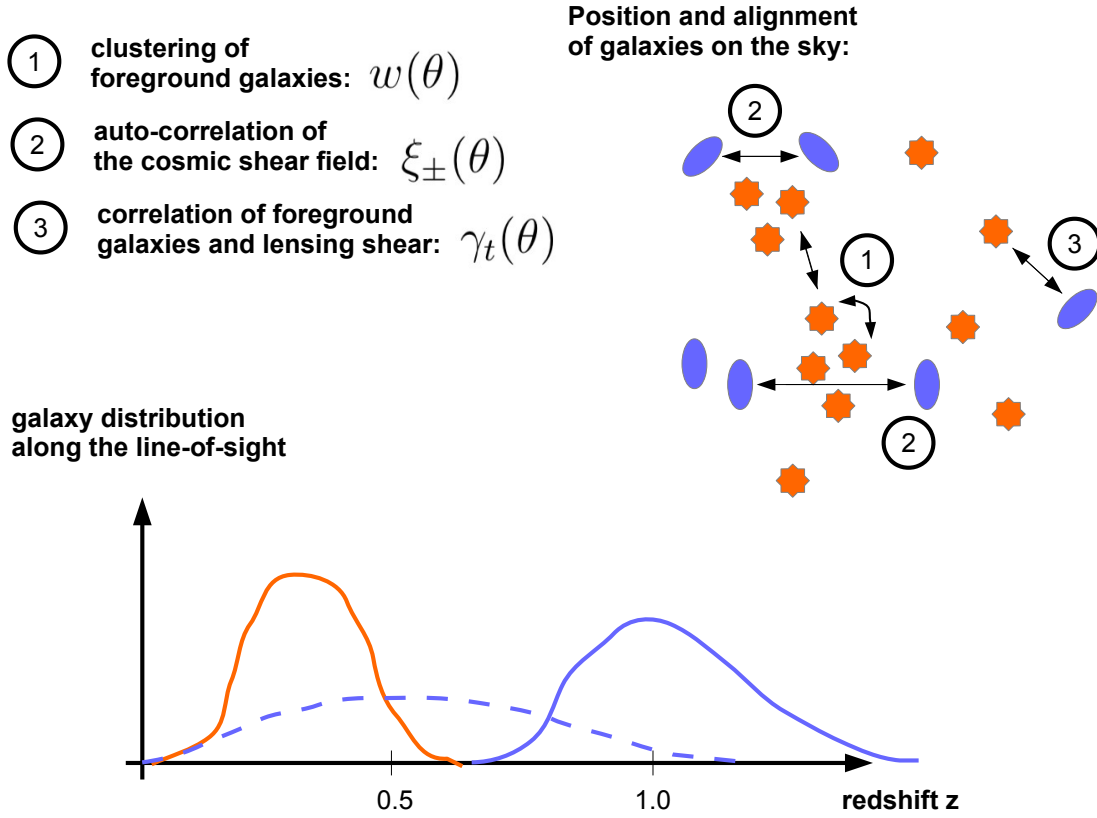 1 clustering of
foreground galaxies: w(θ)
2 auto-correlation of
the cosmic shear field: ξ±(θ)
3 correlation of foreground
galaxies and lensing shear: γt(θ)
Position and alignment
of galaxies on the sky:
2
3
1
2
galaxy distribution
along the line-of-sight
0.5 1.0 redshift z